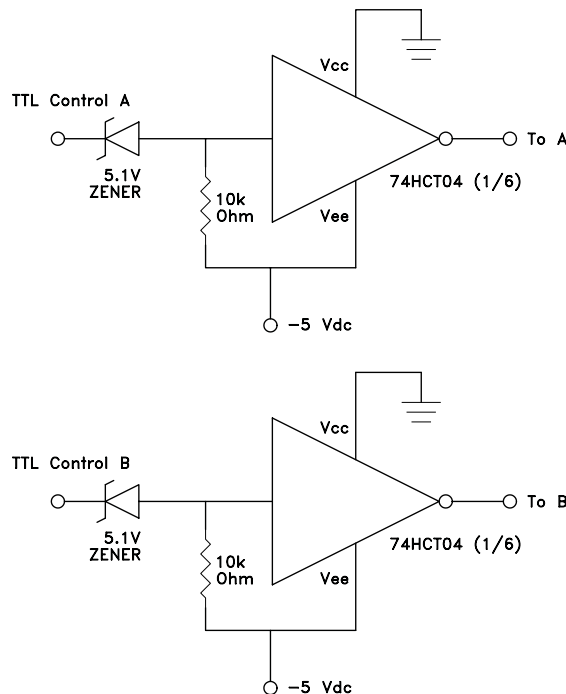 Vcc
TTL Control A
To A
5.1V
ZENER
74HCT04 (1/6)
10k
Ohm
Vee
-5 Vdc
Vcc
TTL Control B
To B
5.1V
ZENER
74HCT04 (1/6)
10k
Ohm
Vee
-5 Vdc